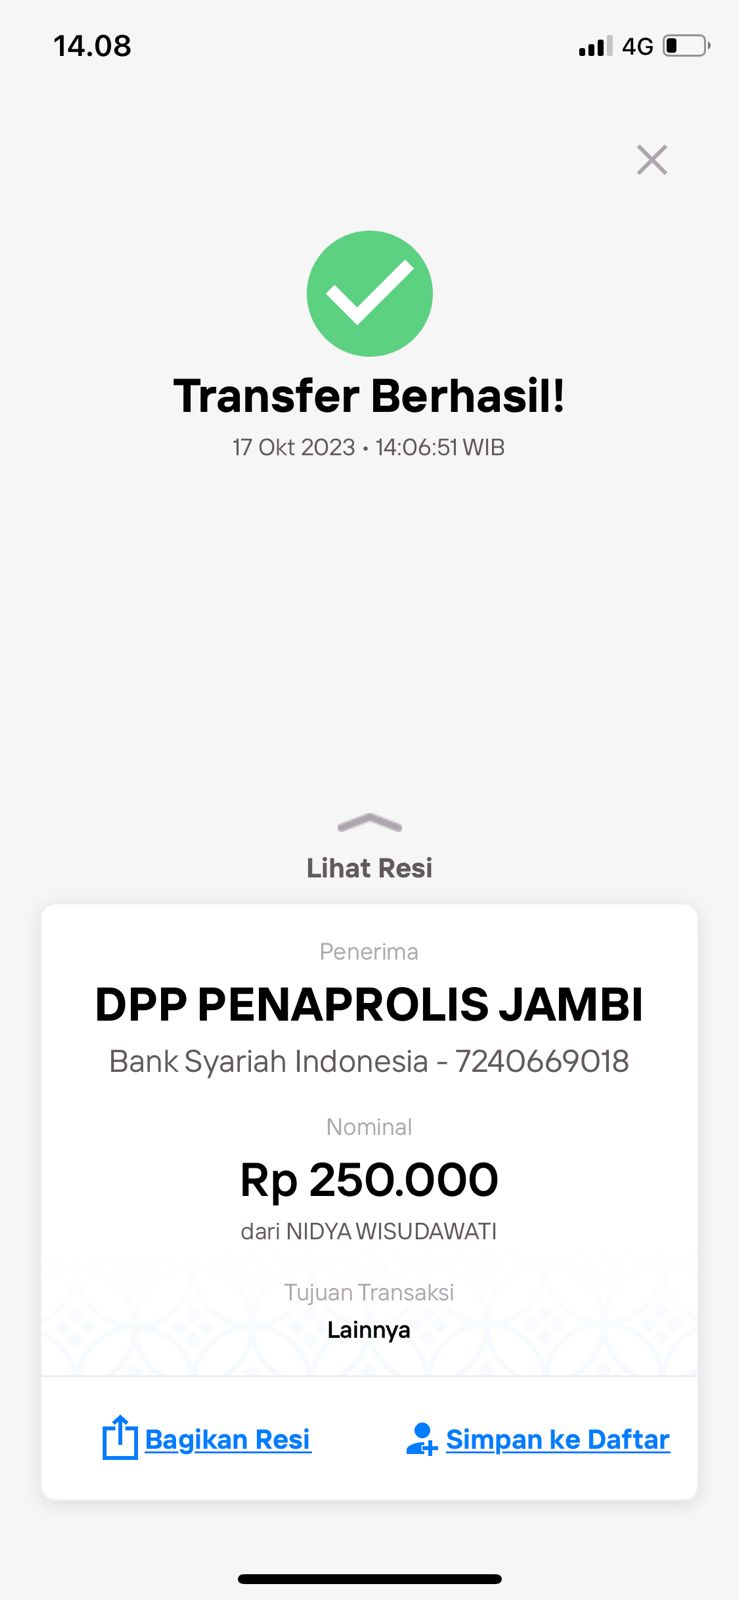 14.08
4G
Transfer Berhasil!
17 Okt 2023 • 14:06:51 WIB
Lihat Resi
Penerima
DPP PENAPROLIS JAMBI
Bank Syariah Indonesia - 7240669018
Nominal
Rp 250.000
dari NIDYA WISUDAWATI
Tujuan Transaksi
Lainnya
Bagikan Resi
Simpan ke Daftar